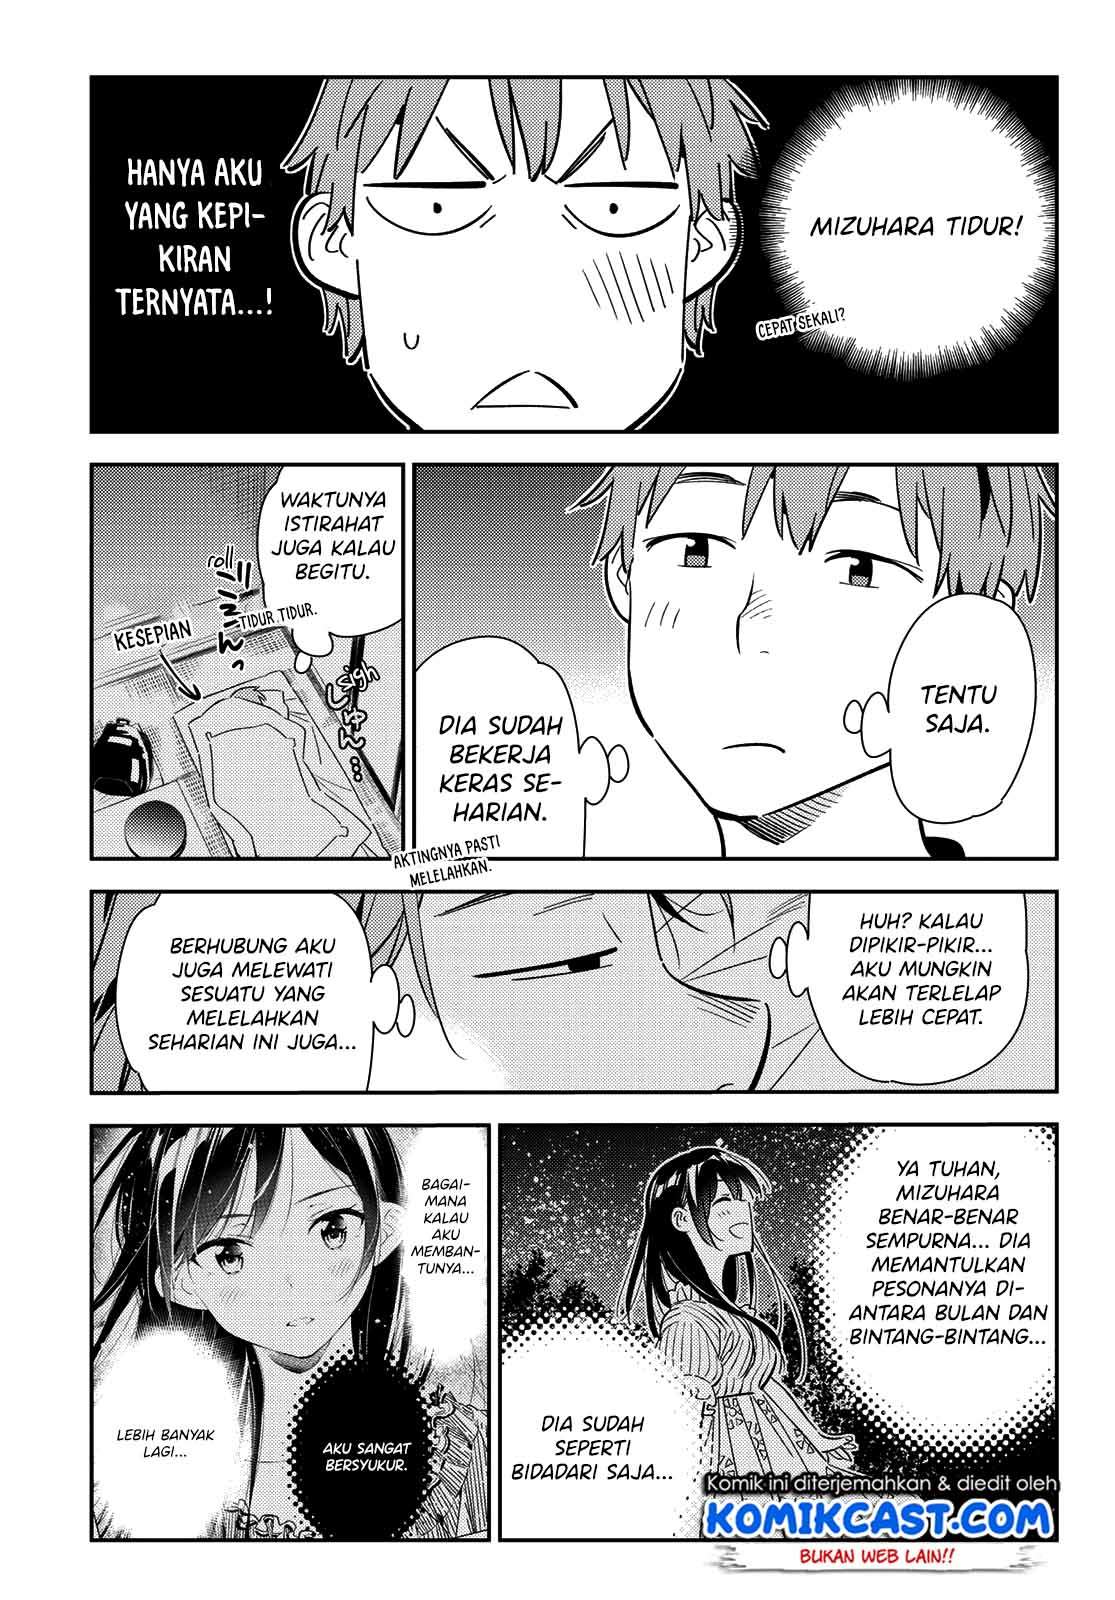 MIZUHARA TIDUR!
CEPAT SEKALI?
HANYA AKU
YANG KEPI-
KIRAN
TERNYATA...!
TENTU
SAJA.
DIA SUDAH
BEKERJA
KERAS SE-
HARIAN.
AKTINGNYA PASTI
MELELAHKAN.
WAKTUNYA
ISTIRAHAT
JUGA KALAU
BEGITU.
TIDUR TIDUR.
roll
KESEPIAN
sigh
しゅん…
HUH? KALAU
DIPIKIR-PIKIR...
AKU MUNGKIN
AKAN TERLELAP
LEBIH CEPAT.
BERHUBUNG AKU
JUGA MELEWATI
SESUATU YANG
MELELAHKAN
SEHARIAN INI JUGA...
YA TUHAN,
MIZUHARA
BENAR-BENAR
SEMPURNA... DIA
MEMANTULKAN
PESONANYA DI-
ANTARA BULAN DAN
BINTANG-BINTANG...
DIA SUDAH
SEPERTI
BIDADARI SAJA...
BAGAI-
MANA
KALAU
AKU
MEMBAN-
TUNYA...
AKU SANGAT
BERSYUKUR.
LEBIH BANYAK
LAGI...
Komik ini diterjemahkan & diedit oleh
KOMIKCAST.COM
BUKAN WEB LAIN!!